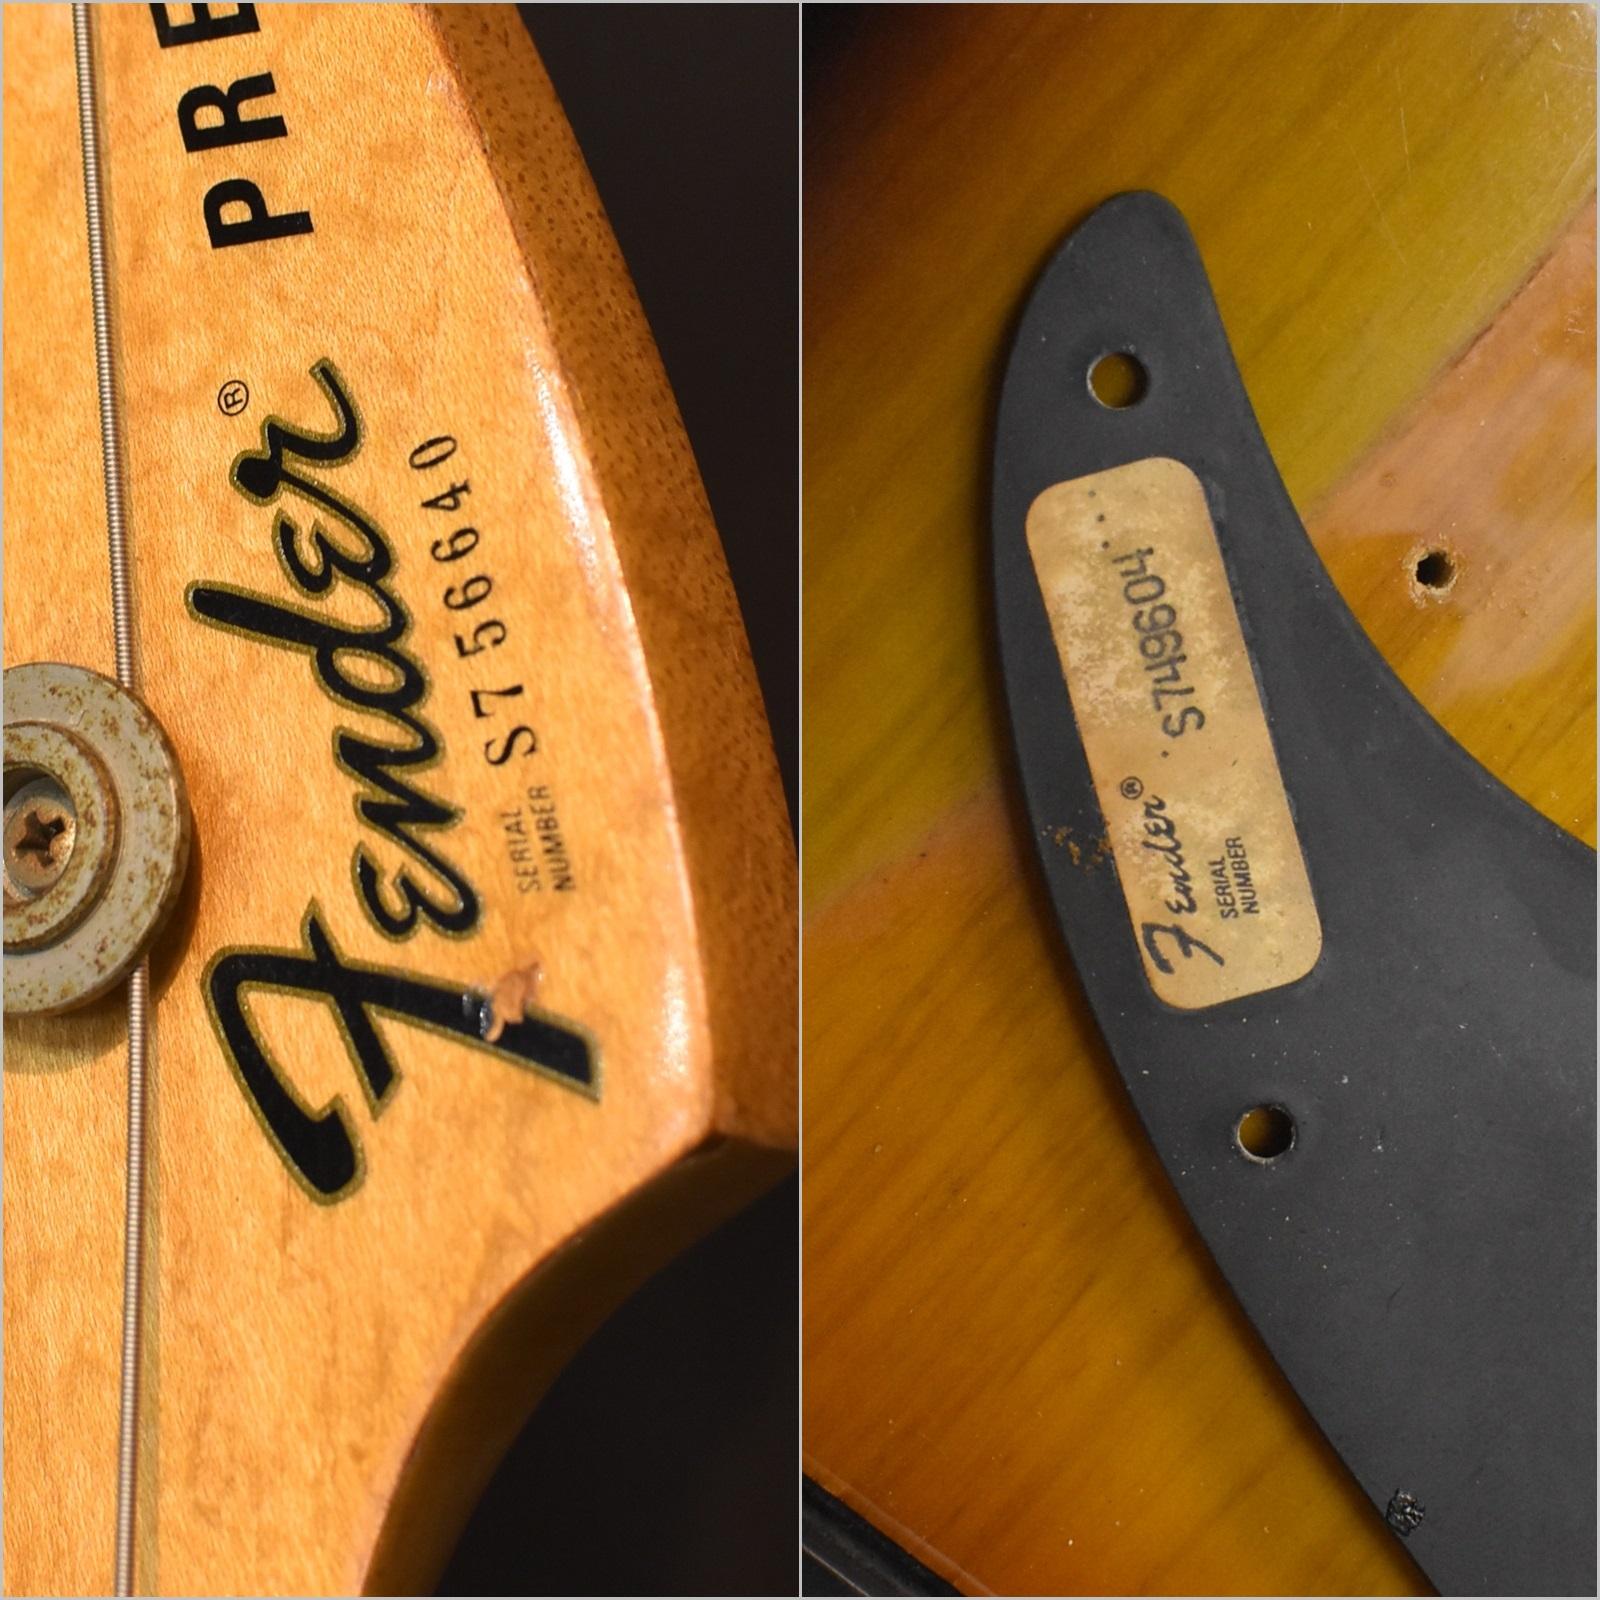 PRE
Fender®
SERIAL
NUMBER S756640
Fender®
SERIAL
NUMBER S749604